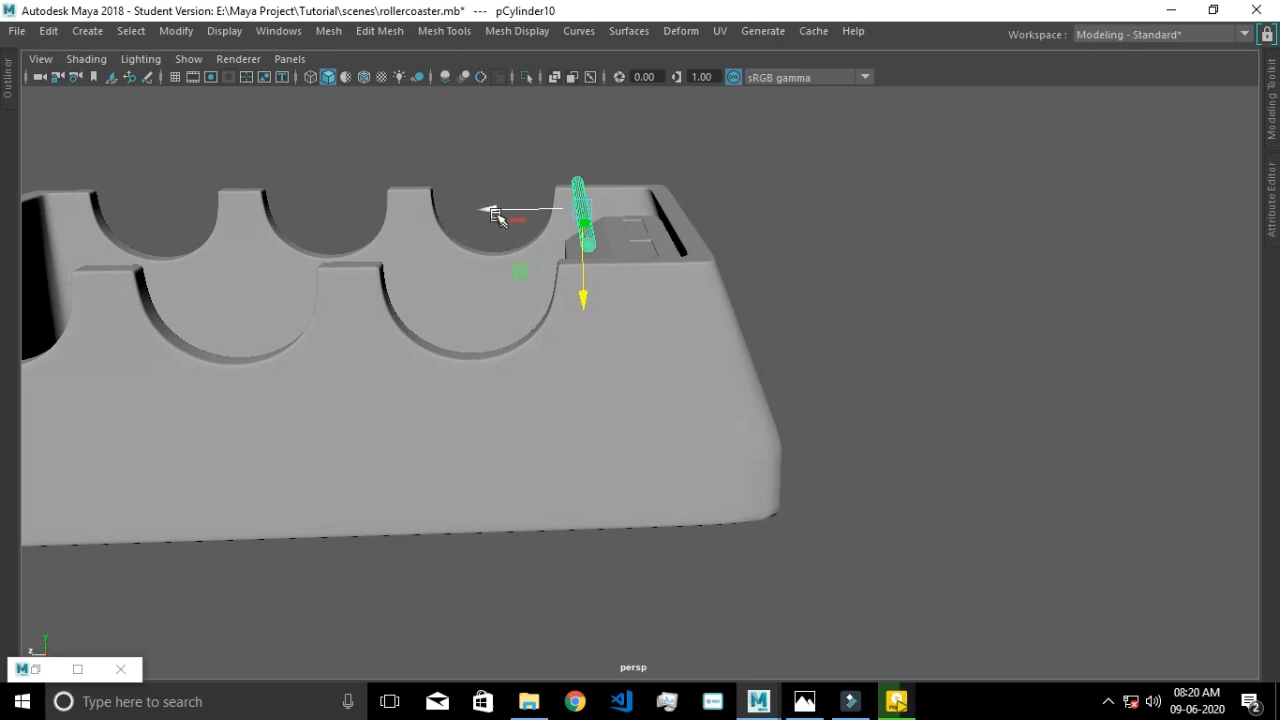 Autodesk Maya 2018 - Student Version: E:\Maya Project\Tutorial\scenes\rollercoaster.mb* --- pCylinder10
File Edit Create Select Modify Display Windows Mesh Edit Mesh Mesh Tools Mesh Display Curves Surfaces Deform UV Generate Cache Help Workspace : Modeling - Standard*
View Shading Lighting Show Renderer Panels
0.00 1.00 ON sRGB gamma
Outliner
Modeling Toolkit
Attribute Editor
y
z
persp
Type here to search
08:20 AM
09-06-2020
2